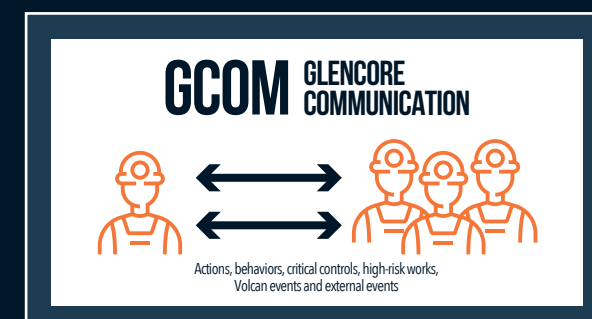 GCOM GLENCORE
COMMUNICATION
Actions, behaviors, critical controls, high-risk works,
Volcan events and external events